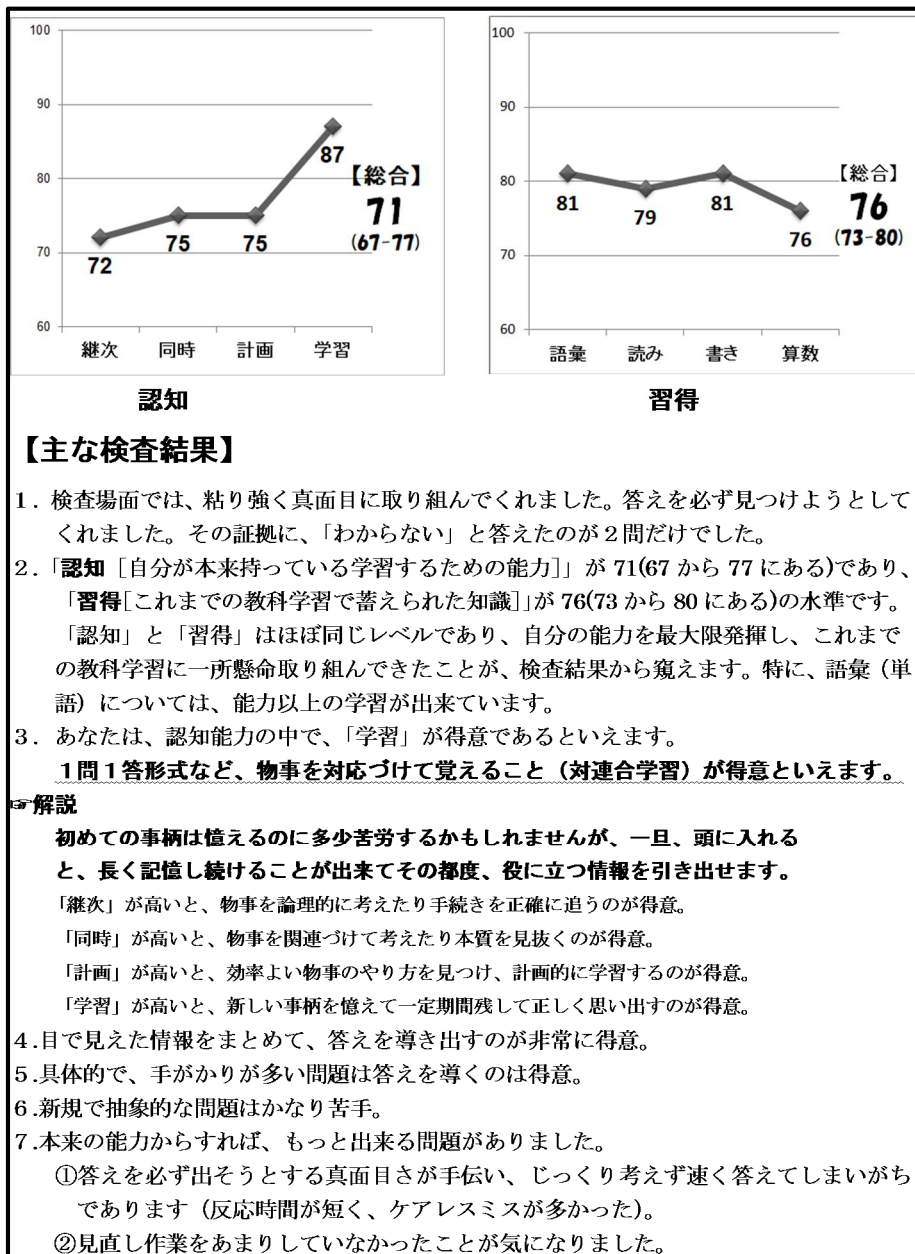 100
90
80
70
60
72
75
75
87
【総合】
71
(67-77)
継次 同時 計画 学習
認知
100
90
80
70
60
81
79
81
76
【総合】
76
(73-80)
語彙 読み 書き 算数
習得
【主な検査結果】
1．検査場面では、粘り強く真面目に取り組んでくれました。答えを必ず見つけようとして
くれました。その証拠に、「わからない」と答えたのが２問だけでした。
2．「認知［自分が本来持っている学習するための能力］」が 71(67 から 77 にある)であり、
「習得[これまでの教科学習で蓄えられた知識]」が 76(73 から 80 にある)の水準です。
「認知」と「習得」はほぼ同じレベルであり、自分の能力を最大限発揮し、これまで
の教科学習に一所懸命取り組んできたことが、検査結果から窺えます。特に、語彙（単
語）については、能力以上の学習が出来ています。
3．あなたは、認知能力の中で、「学習」が得意であるといえます。
１問１答形式など、物事を対応づけて覚えること（対連合学習）が得意といえます。
☞解説
初めての事柄は憶えるのに多少苦労するかもしれませんが、一旦、頭に入れる
と、長く記憶し続けることが出来てその都度、役に立つ情報を引き出せます。
「継次」が高いと、物事を論理的に考えたり手続きを正確に追うのが得意。
「同時」が高いと、物事を関連づけて考えたり本質を見抜くのが得意。
「計画」が高いと、効率よい物事のやり方を見つけ、計画的に学習するのが得意。
「学習」が高いと、新しい事柄を憶えて一定期間残して正しく思い出すのが得意。
4.目で見えた情報をまとめて、答えを導き出すのが非常に得意。
5.具体的で、手がかりが多い問題は答えを導くのは得意。
6.新規で抽象的な問題はかなり苦手。
7.本来の能力からすれば、もっと出来る問題がありました。
①答えを必ず出そうとする真面目さが手伝い、じっくり考えず速く答えてしまいがち
であります（反応時間が短く、ケアレスミスが多かった）。
②見直し作業をあまりしていなかったことが気になりました。